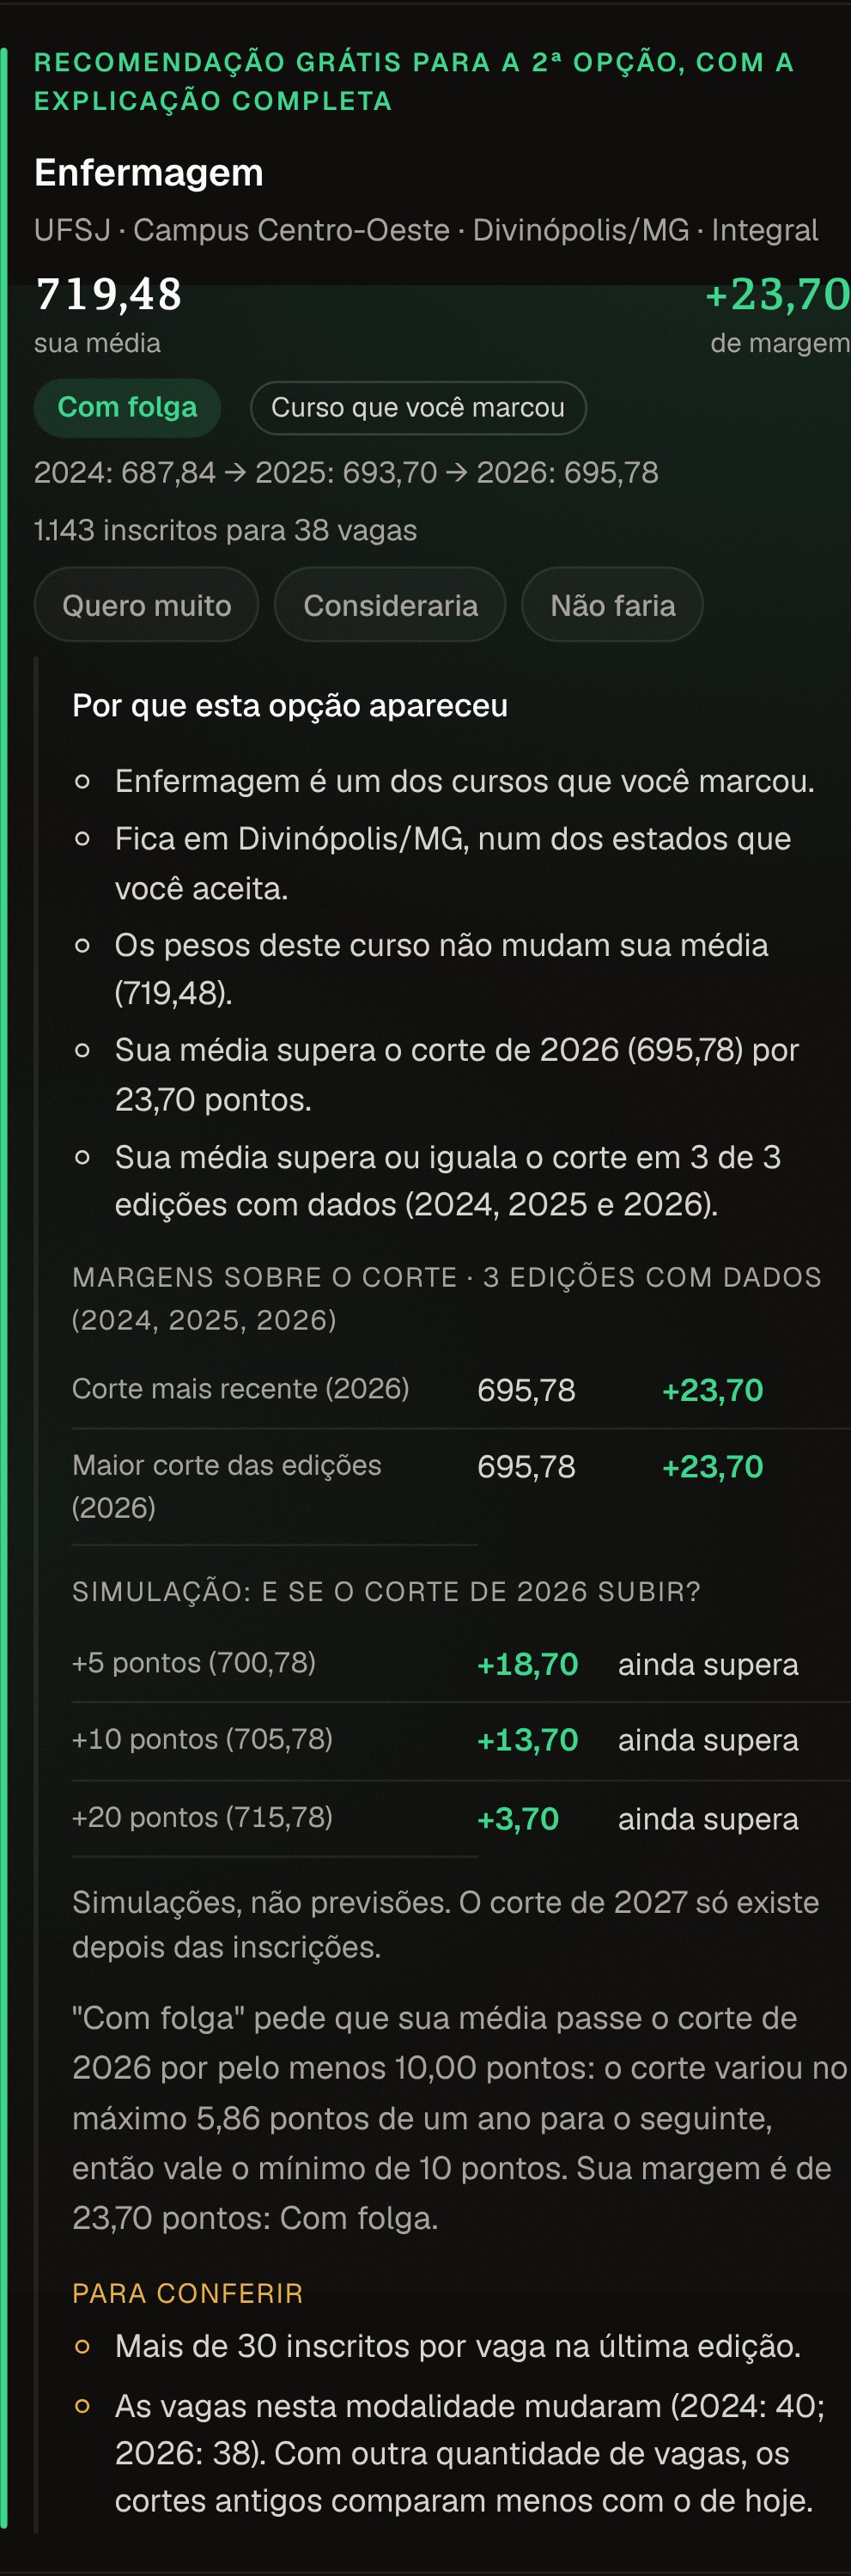 RECOMENDAÇÃO GRÁTIS PARA A 2ª OPÇÃO, COM A
EXPLICAÇÃO COMPLETA
Enfermagem
UFSJ · Campus Centro-Oeste · Divinópolis/MG · Integral
719,48
+23,70
sua média
de margem
Com folga
Curso que você marcou
2024: 687,84 → 2025: 693,70 → 2026: 695,78
1.143 inscritos para 38 vagas
Quero muito
Consideraria
Não faria
Por que esta opção apareceu
Enfermagem é um dos cursos que você marcou.
Fica em Divinópolis/MG, num dos estados que
você aceita.
Os pesos deste curso não mudam sua média
(719,48).
Sua média supera o corte de 2026 (695,78) por
23,70 pontos.
Sua média supera ou iguala o corte em 3 de 3
edições com dados (2024, 2025 e 2026).
MARGENS SOBRE O CORTE · 3 EDIÇÕES COM DADOS
(2024, 2025, 2026)
Corte mais recente (2026) 695,78 +23,70
Maior corte das edições 695,78 +23,70
(2026)
SIMULAÇÃO: E SE O CORTE DE 2026 SUBIR?
+5 pontos (700,78) +18,70 ainda supera
+10 pontos (705,78) +13,70 ainda supera
+20 pontos (715,78) +3,70 ainda supera
Simulações, não previsões. O corte de 2027 só existe
depois das inscrições.
"Com folga" pede que sua média passe o corte de
2026 por pelo menos 10,00 pontos: o corte variou no
máximo 5,86 pontos de um ano para o seguinte,
então vale o mínimo de 10 pontos. Sua margem é de
23,70 pontos: Com folga.
PARA CONFERIR
Mais de 30 inscritos por vaga na última edição.
As vagas nesta modalidade mudaram (2024: 40;
2026: 38). Com outra quantidade de vagas, os
cortes antigos comparam menos com o de hoje.